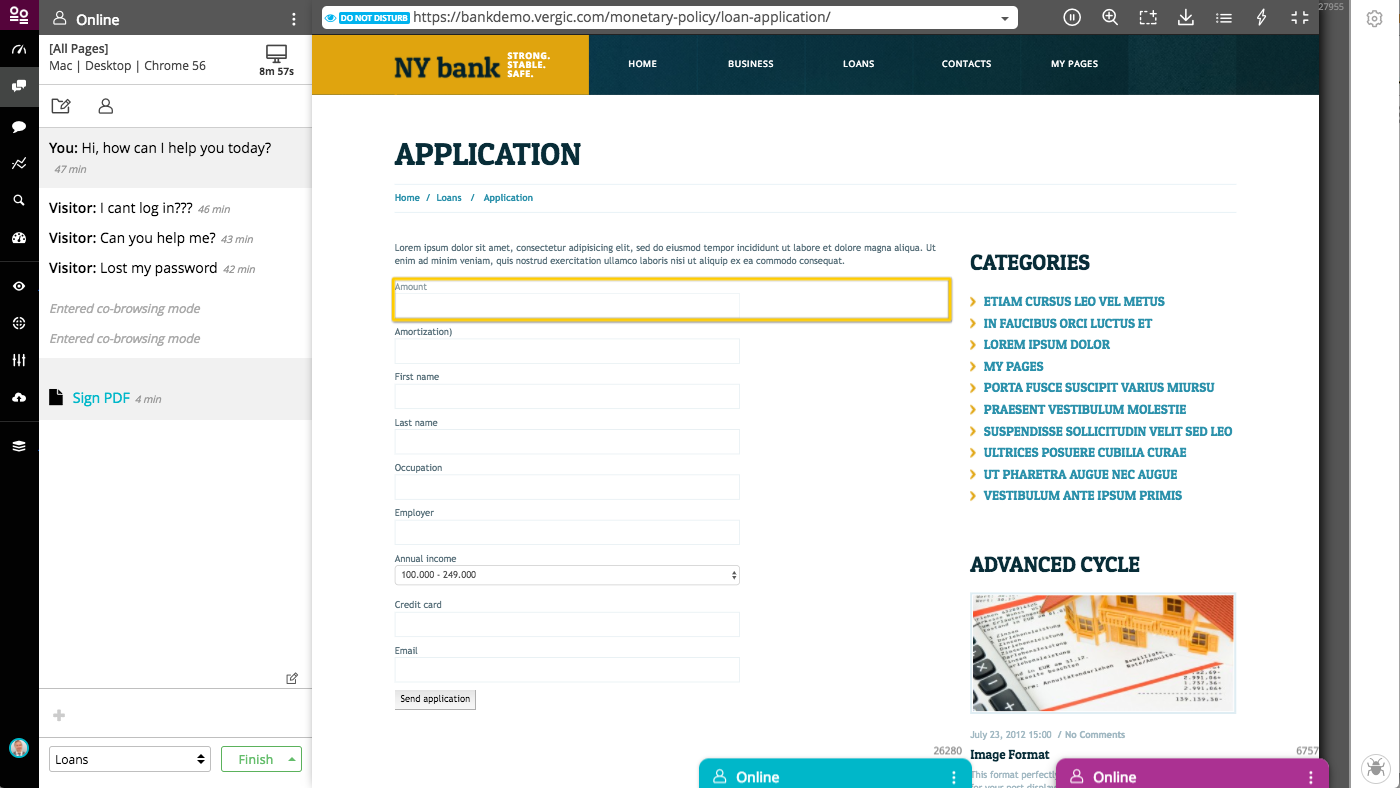 Online
[All Pages]
Mac | Desktop | Chrome 56
8m 57s
You: Hi, how can I help you today?
47 min
Visitor: I cant log in??? 46 min
Visitor: Can you help me? 43 min
Visitor: Lost my password 42 min
Entered co-browsing mode
Entered co-browsing mode
Sign PDF 4 min
Loans
Finish
DO NOT DISTURB https://bankdemo.vergic.com/monetary-policy/loan-application/
27955
NY bank
STRONG.
STABLE.
SAFE.
HOME
BUSINESS
LOANS
CONTACTS
MY PAGES
APPLICATION
Home / Loans / Application
Lorem ipsum dolor sit amet, consectetur adipisicing elit, sed do eiusmod tempor incididunt ut labore et dolore magna aliqua. Ut
enim ad minim veniam, quis nostrud exercitation ullamco laboris nisi ut aliquip ex ea commodo consequat.
Amount
Amortization)
First name
Last name
Occupation
Employer
Annual income
100.000 - 249.000
Credit card
Email
Send application
CATEGORIES
ETIAM CURSUS LEO VEL METUS
IN FAUCIBUS ORCI LUCTUS ET
LOREM IPSUM DOLOR
MY PAGES
PORTA FUSCE SUSCIPIT VARIUS MIURSU
PRAESENT VESTIBULUM MOLESTIE
SUSPENDISSE SOLLICITUDIN VELIT SED LEO
ULTRICES POSUERE CUBILIA CURAE
UT PHARETRA AUGUE NEC AUGUE
VESTIBULUM ANTE IPSUM PRIMIS
ADVANCED CYCLE
July 23, 2012 15:00 / No Comments
Image Format
This format perfectly
for your post display
26280
Online
6757
Online